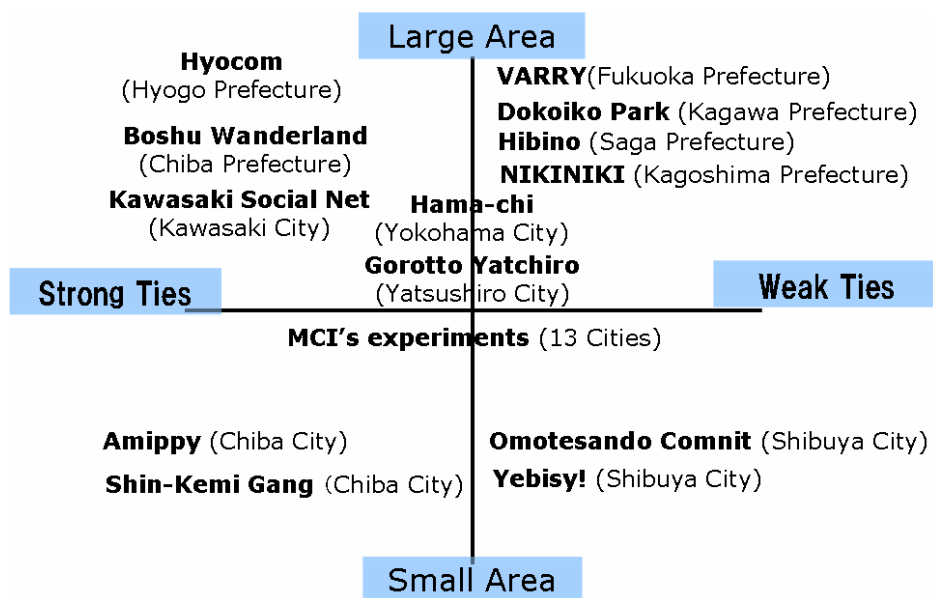 Large Area
Hyocom
(Hyogo Prefecture)
Boshu Wanderland
(Chiba Prefecture)
Kawasaki Social Net
(Kawasaki City)
VARRY(Fukuoka Prefecture)
Dokoiko Park (Kagawa Prefecture)
Hibino (Saga Prefecture)
NIKINIKI (Kagoshima Prefecture)
Hama-chi
(Yokohama City)
Gorotto Yatchiro
(Yatsushiro City)
Strong Ties
Weak Ties
MCI's experiments (13 Cities)
Amippy (Chiba City)
Shin-Kemi Gang (Chiba City)
Omotesando Comnit (Shibuya City)
Yebisy! (Shibuya City)
Small Area